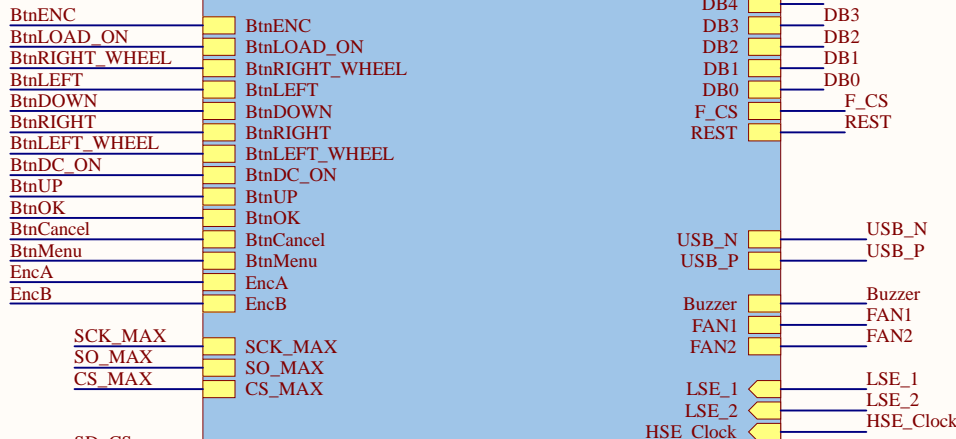 BtnENC BtnENC
BtnLOAD_ON BtnLOAD_ON
BtnRIGHT_WHEEL BtnRIGHT_WHEEL
BtnLEFT BtnLEFT
BtnDOWN BtnDOWN
BtnRIGHT BtnRIGHT
BtnLEFT_WHEEL BtnLEFT_WHEEL
BtnDC_ON BtnDC_ON
BtnUP BtnUP
BtnOK BtnOK
BtnCancel BtnCancel
BtnMenu BtnMenu
EncA EncA
EncB EncB
SCK_MAX SCK_MAX
SO_MAX SO_MAX
CS_MAX CS_MAX
SD_CS
DB4
DB3 DB3
DB2 DB2
DB1 DB1
DB0 DB0
F_CS F_CS
REST REST
USB_N USB_N
USB_P USB_P
Buzzer Buzzer
FAN1 FAN1
FAN2 FAN2
LSE_1 LSE_1
LSE_2 LSE_2
HSE_Clock HSE_Clock